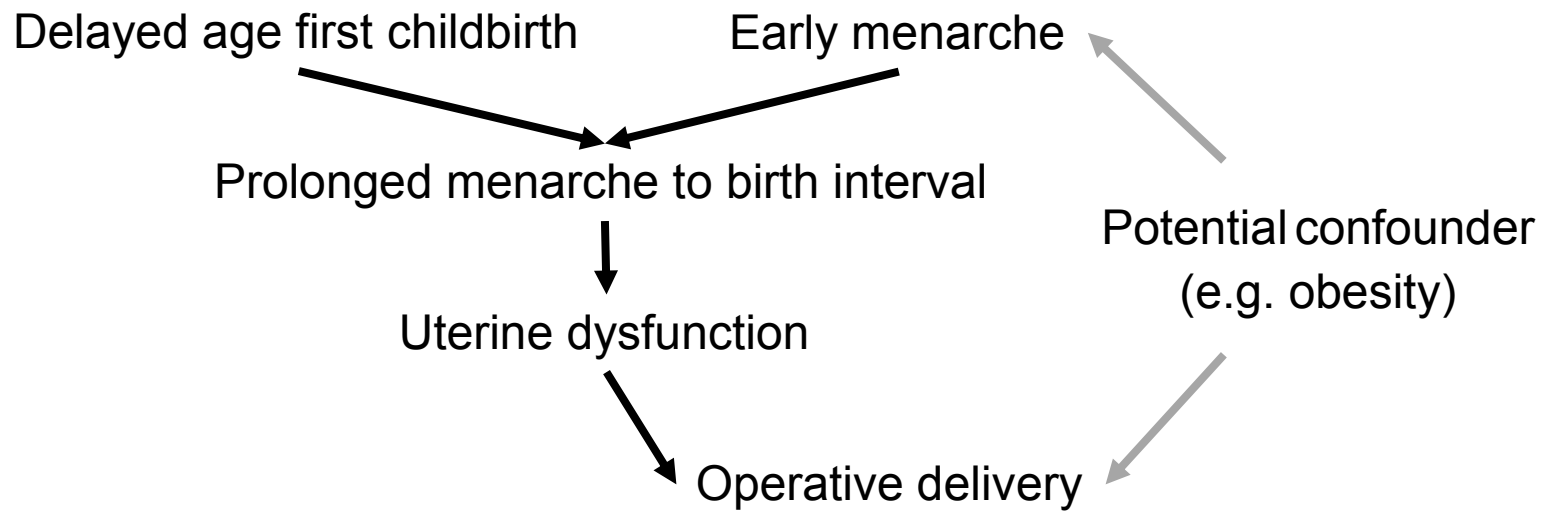 Delayed age first childbirth
Early menarche
Prolonged menarche to birth interval
Potential confounder
(e.g. obesity)
Uterine dysfunction
Operative delivery